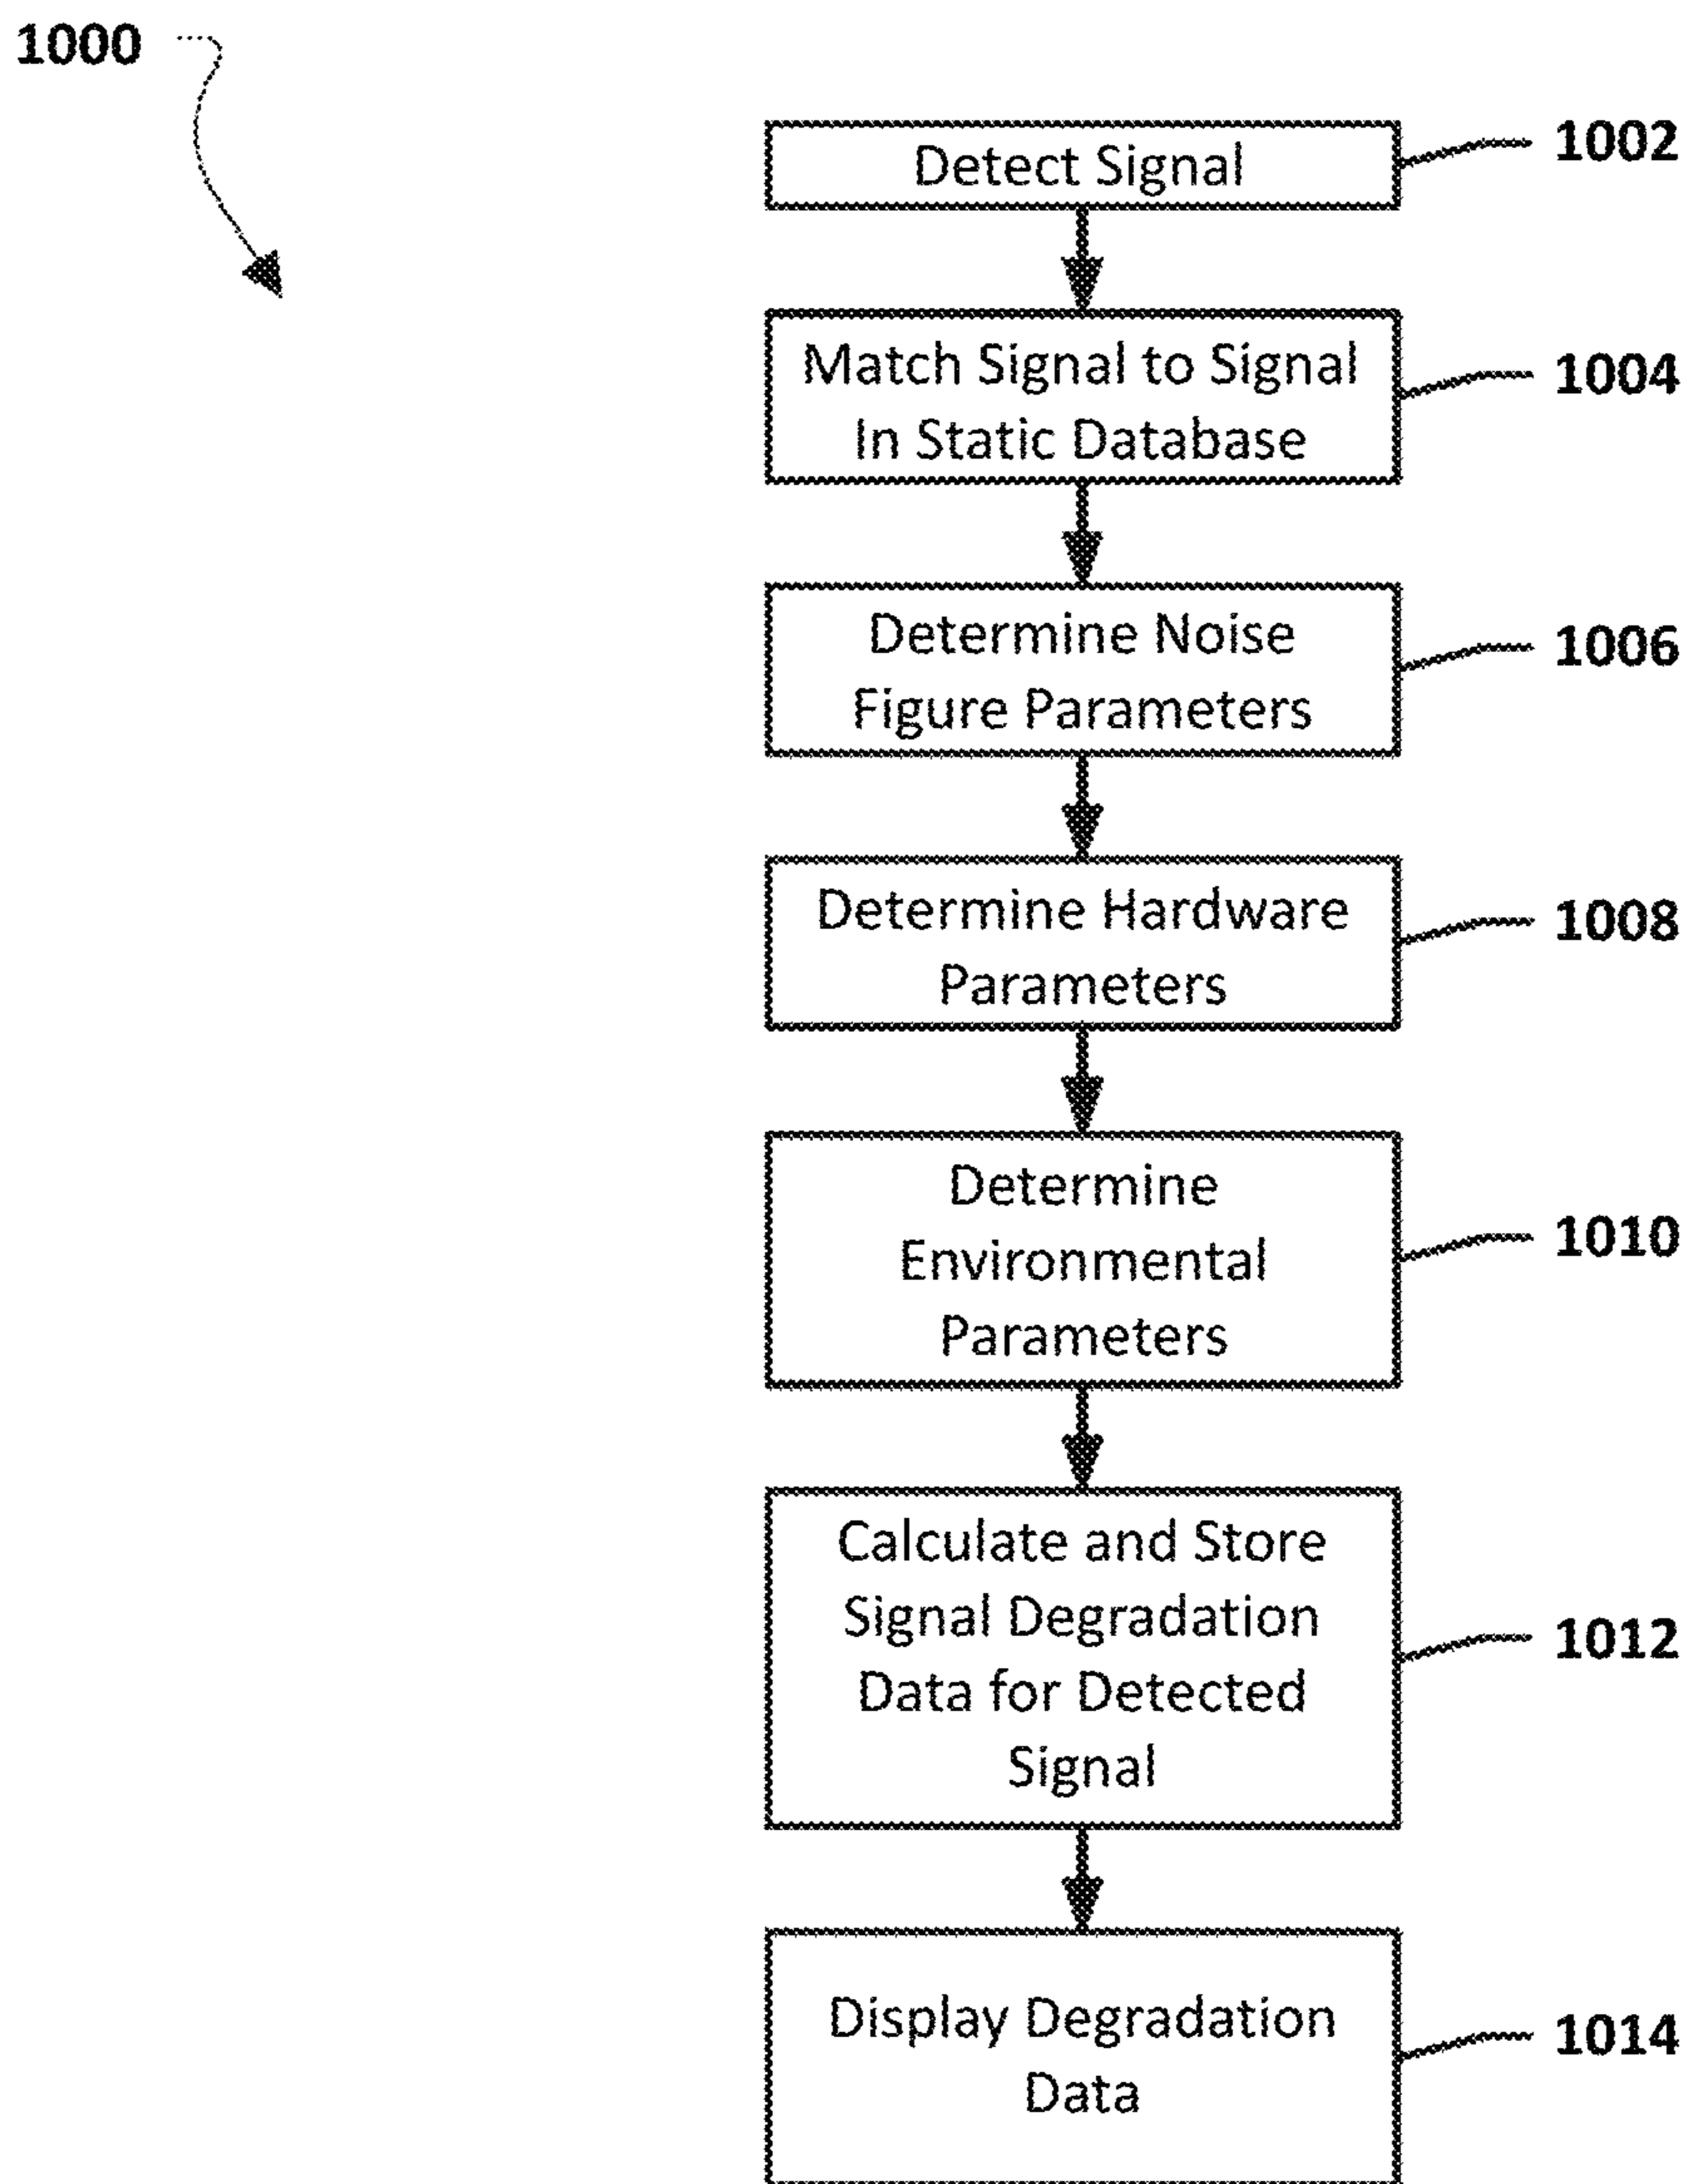 1000
Detect Signal
1002
Match Signal to Signal
In Static Database
1004
Determine Noise
Figure Parameters
1006
Determine Hardware
Parameters
1008
Determine
Environmental
Parameters
1010
Calculate and Store
Signal Degradation
Data for Detected
Signal
1012
Display Degradation
Data
1014